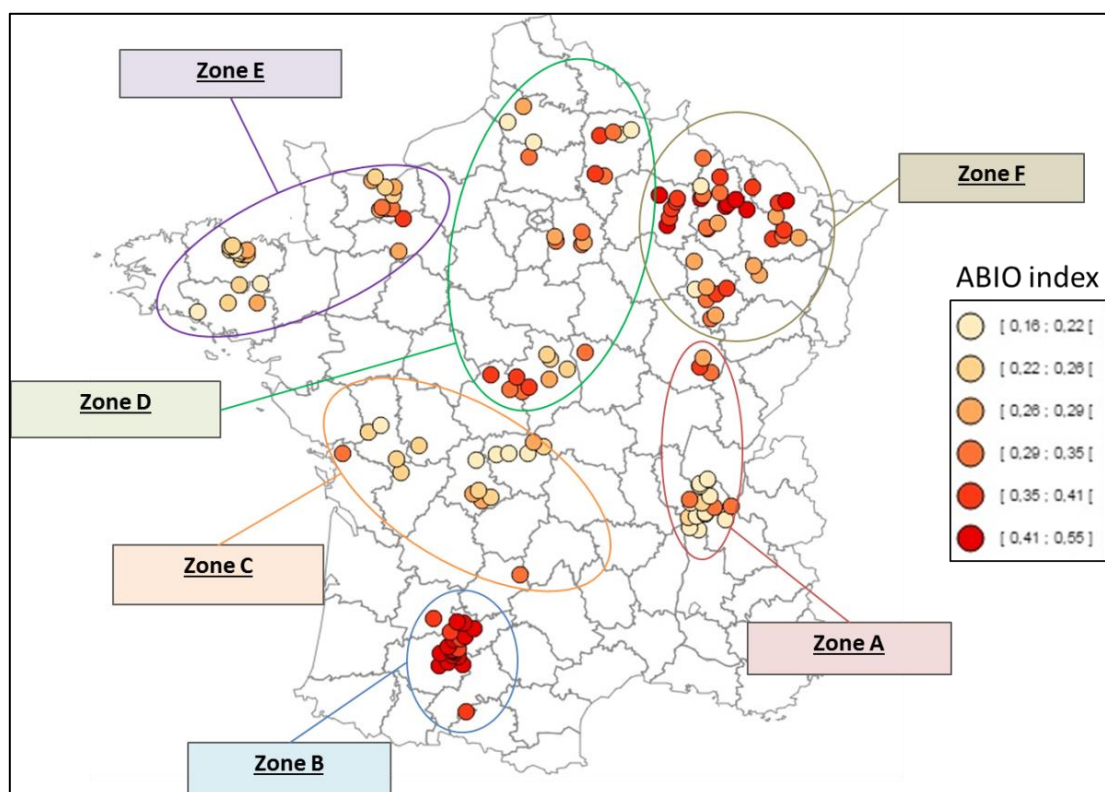 Zone E
Zone F
ABIO index
[ 0,16 ; 0,22 [
[ 0,22 ; 0,26 [
[ 0,26 ; 0,29 [
[ 0,29 ; 0,35 [
[ 0,35 ; 0,41 [
[ 0,41 ; 0,55 ]
Zone D
Zone C
Zone A
Zone B